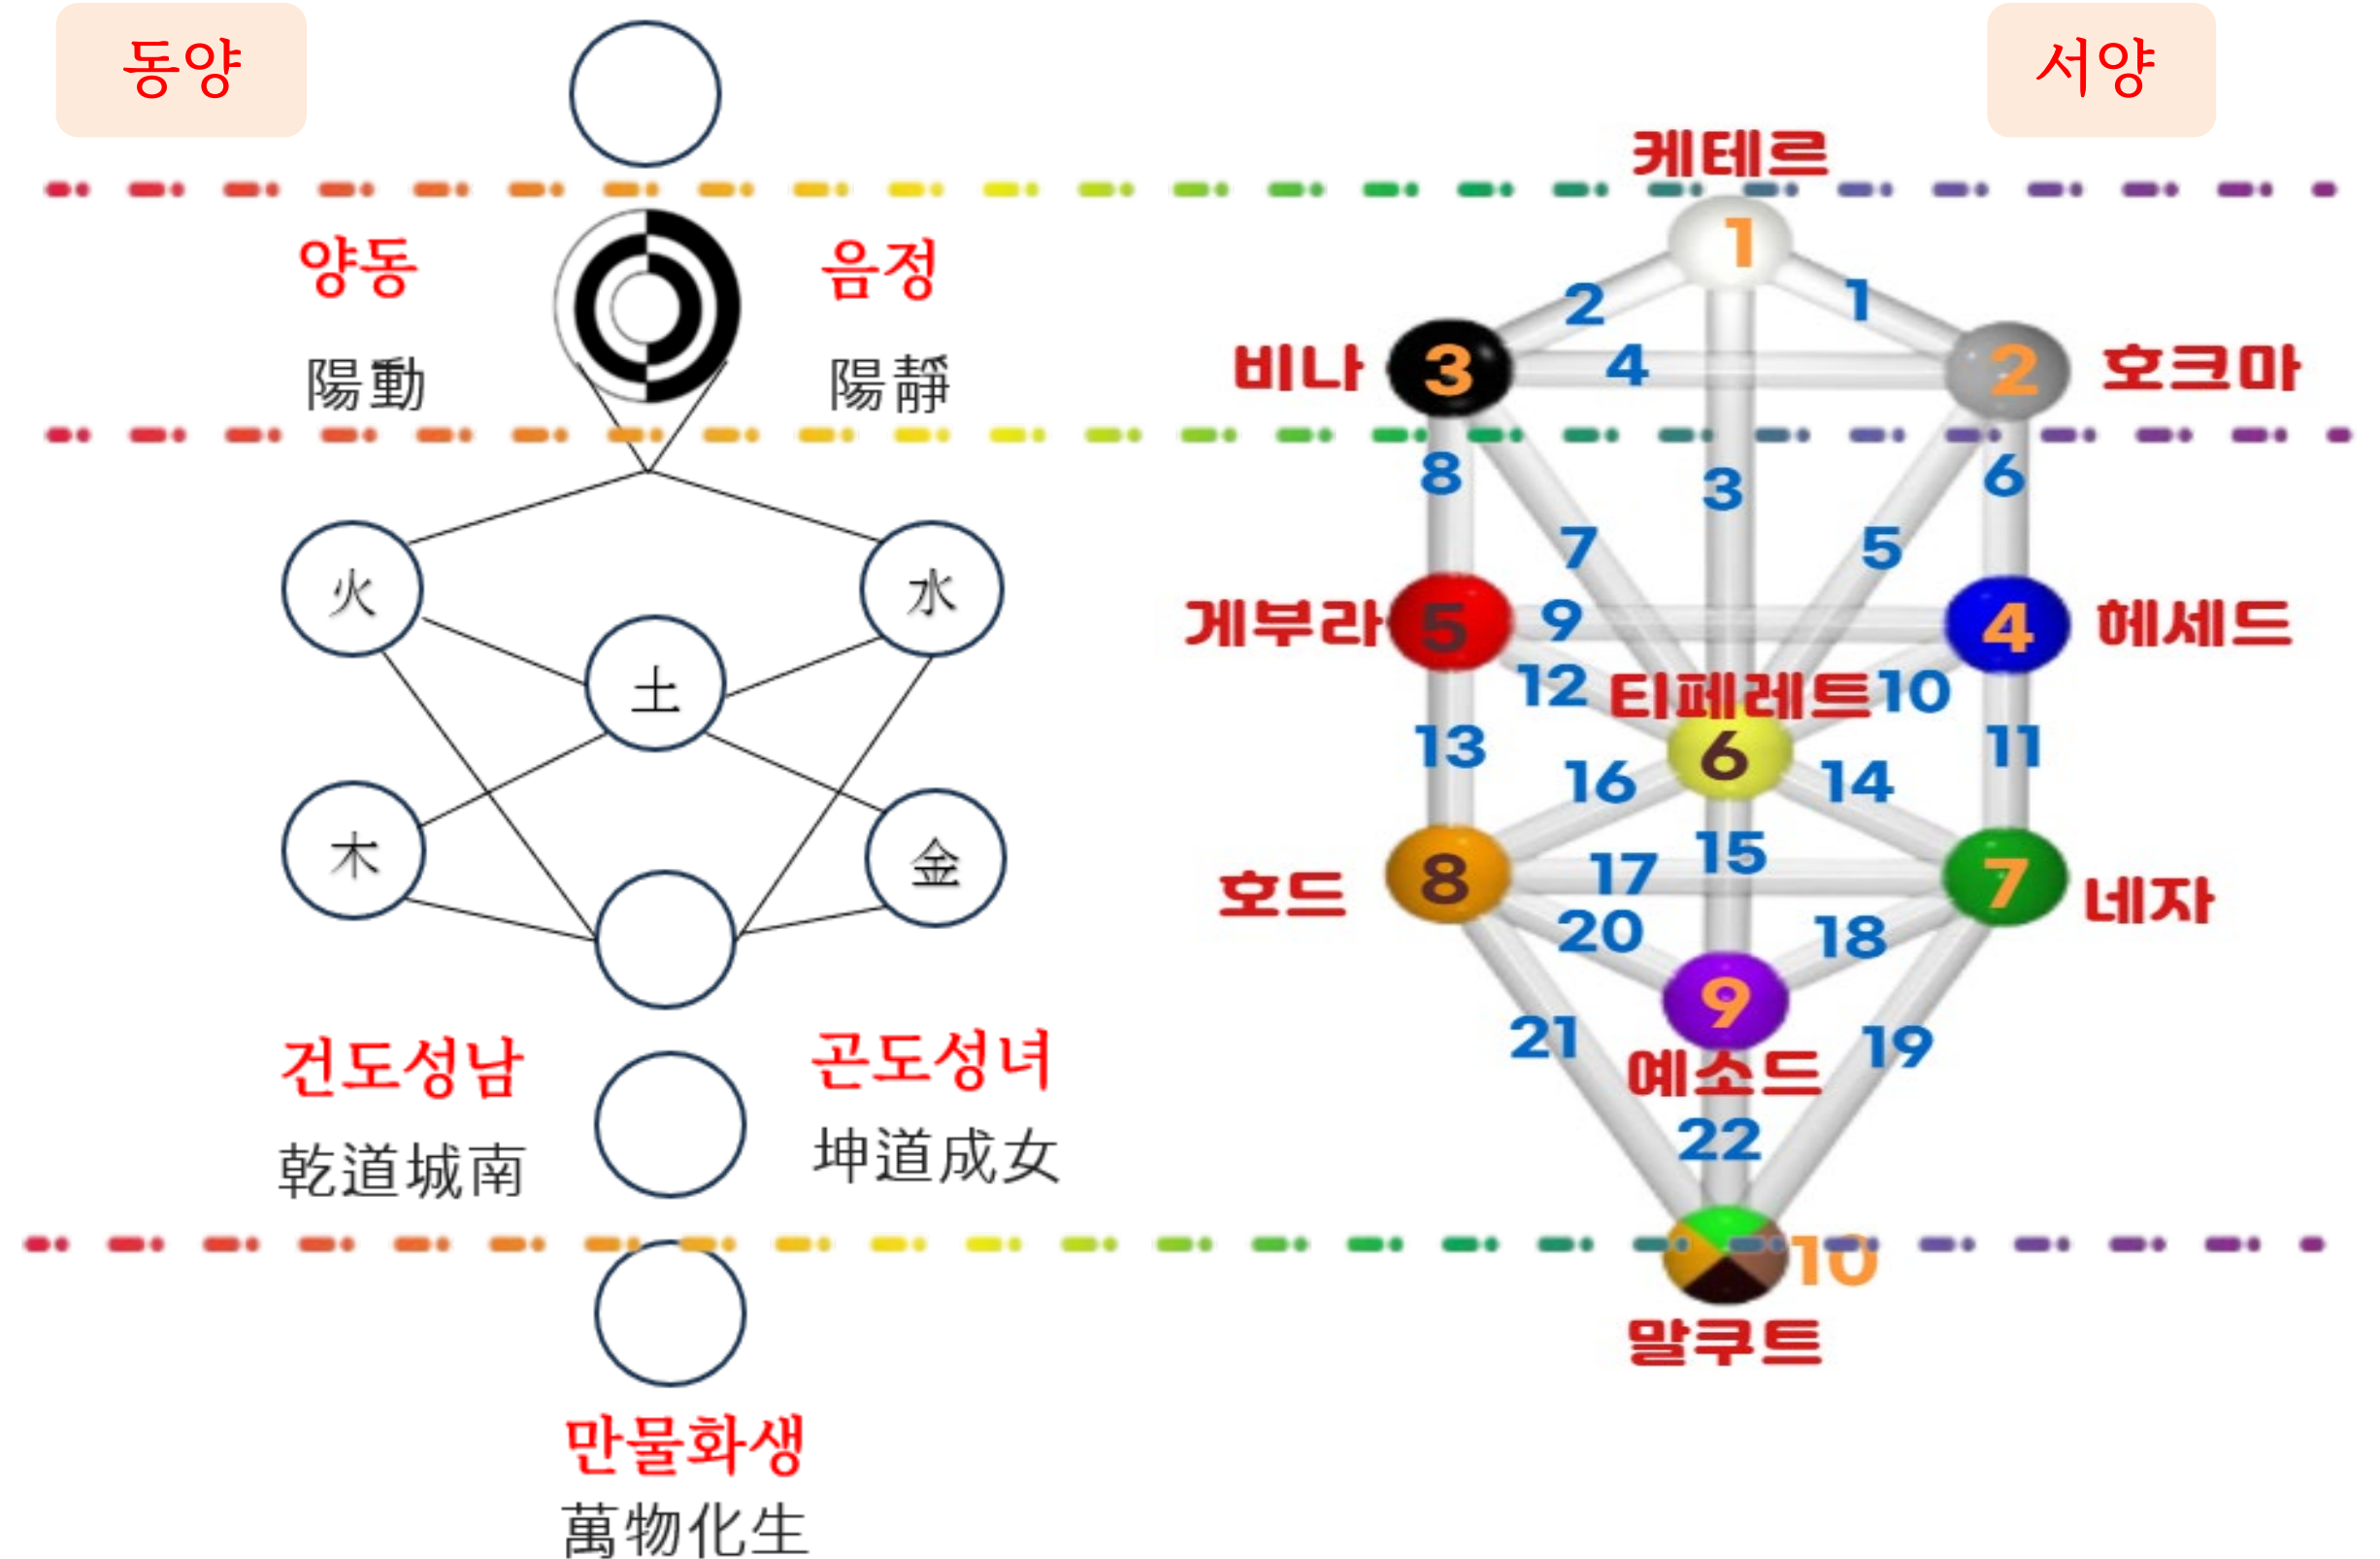 동양
양동
음정
陽動
陽靜
火
水
土
木
金
건도성남
곤도성녀
乾道城南
坤道成女
만물화생
萬物化生
서양
케테르
1
2
1
비나
3
4
2
호크마
8
3
6
7
5
게부라
5
9
4
헤세드
12
티페레트
10
13
6
11
16
14
호드
8
17
15
7
네자
20
18
9
21
19
예소드
22
10
말쿠트